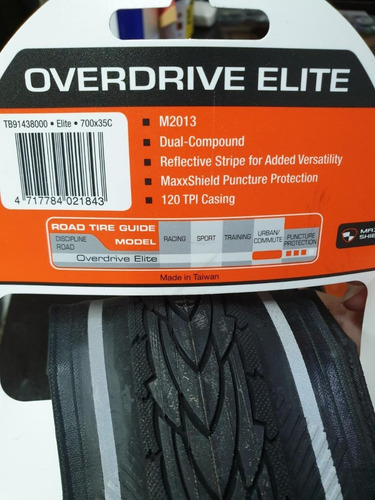 OVERDRIVE ELITE
TB91438000 • Elite • 700x35C
4 717784 021843
M2013
Dual-Compound
Reflective Stripe for Added Versatility
MaxxShield Puncture Protection
120 TPI Casing
ROAD TIRE GUIDE
DISCIPLINE ROAD
MODEL
RACING
SPORT
TRAINING
URBAN/COMMUTE
PUNCTURE PROTECTION
Overdrive Elite
Made in Taiwan